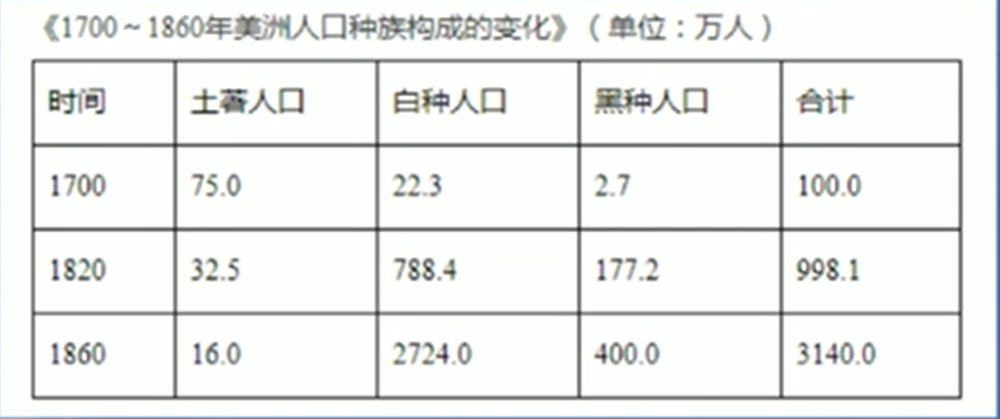 《1700～1860年美洲人口种族构成的变化》（单位：万人）
时间 土著人口 白种人口 黑种人口 合计
1700 75.0 22.3 2.7 100.0
1820 32.5 788.4 177.2 998.1
1860 16.0 2724.0 400.0 3140.0